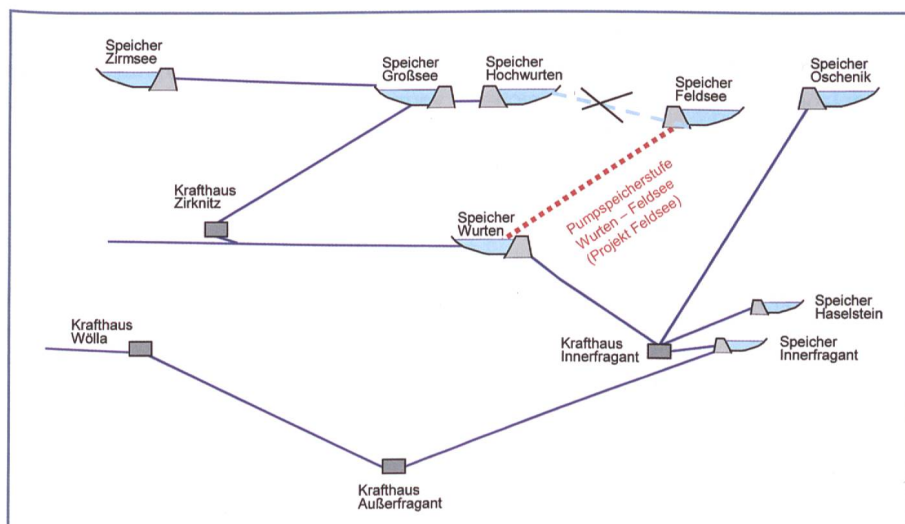 Speicher
Zirmsee
Speicher
Großsee
Speicher
Hochwurten
Speicher
Feldsee
Speicher
Oschenik
Krafthaus
Zirknitz
Speicher
Wurten
Pumpspeicherstufe
Wurten – Feldsee
(Projekt Feldsee)
Speicher
Haselstein
Krafthaus
Wölla
Krafthaus
Innerfragant
Speicher
Innerfragant
Krafthaus
Außerfragant